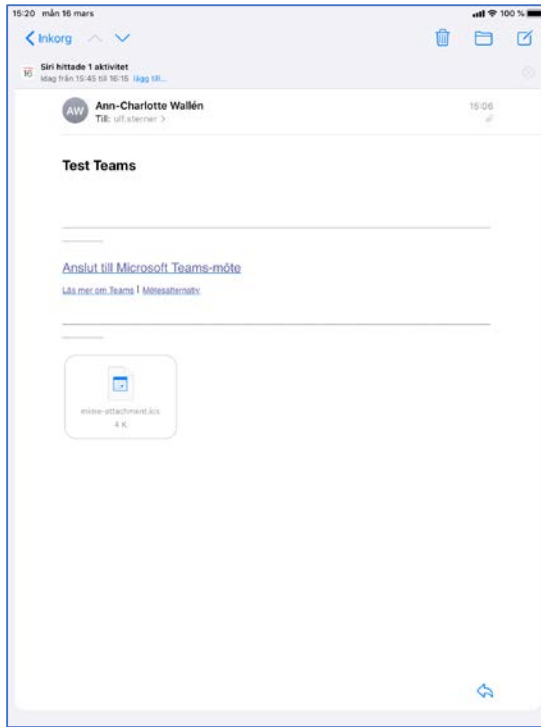 15:20 mån 16 mars
100 %
Inkorg
16
Siri hittade 1 aktivitet
Idag från 15:45 till 16:15 lägg till...
AW
Ann-Charlotte Wallén
15:06
Till: ulf.sterner >
Test Teams
Anslut till Microsoft Teams-möte
Läs mer om Teams | Mötesalternativ
mime-attachment.ics
4 K